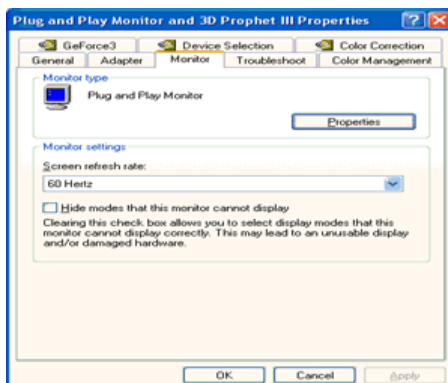 Plug and Play Monitor and 3D Prophet III Properties
GeForce3 Device Selection Color Correction
General Adapter Monitor Troubleshoot Color Management
Monitor type
Plug and Play Monitor
Properties
Monitor settings
Screen refresh rate:
60 Hertz
Hide modes that this monitor cannot display
Clearing this check box allows you to select display modes that this
monitor cannot display correctly. This may lead to an unusable display
and/or damaged hardware.
OK Cancel Apply